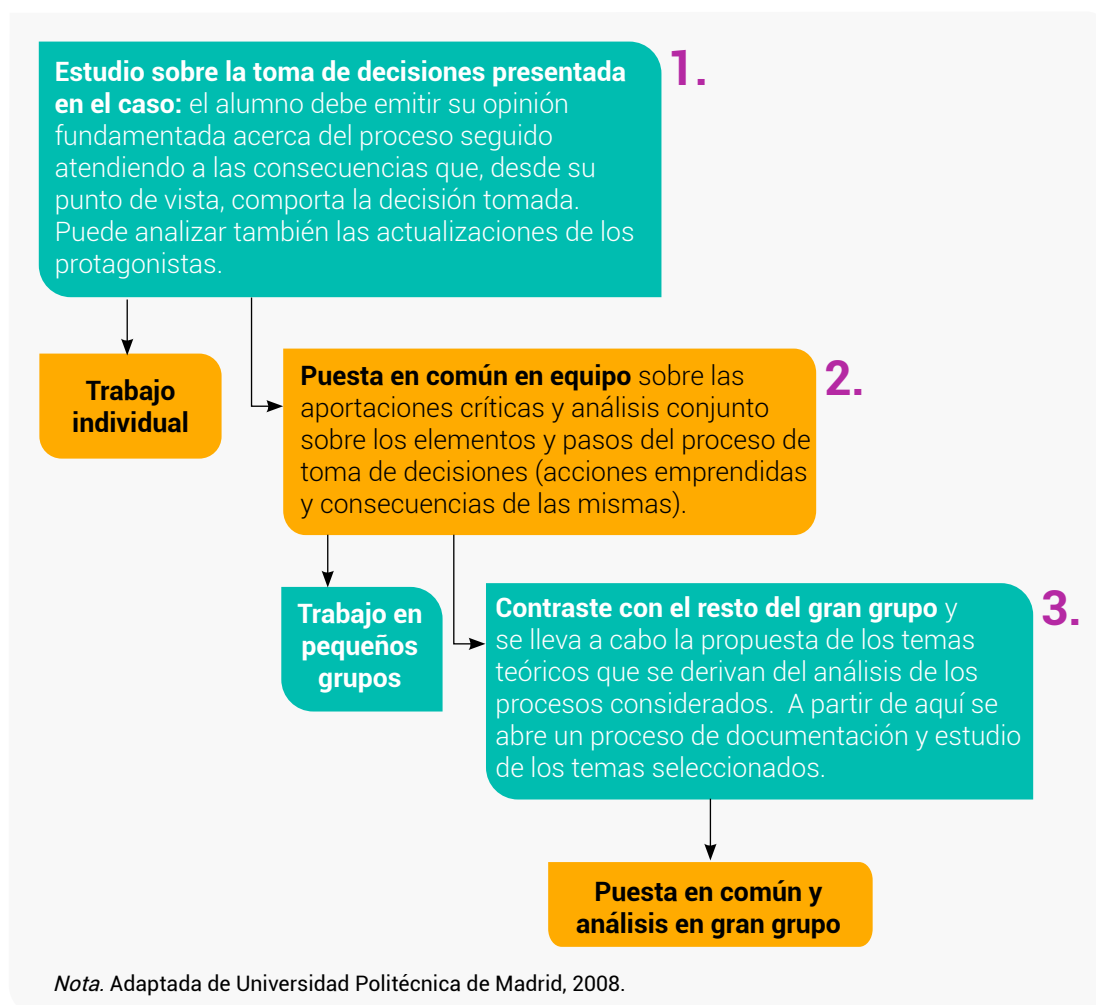 1.
Estudio sobre la toma de decisiones presentada
en el caso: el alumno debe emitir su opinión
fundamentada acerca del proceso seguido
atendiendo a las consecuencias que, desde su
punto de vista, comporta la decisión tomada.
Puede analizar también las actualizaciones de los
protagonistas.
Trabajo
individual
2.
Puesta en común en equipo sobre las
aportaciones críticas y análisis conjunto
sobre los elementos y pasos del proceso de
toma de decisiones (acciones emprendidas
y consecuencias de las mismas).
Trabajo en
pequeños
grupos
3.
Contraste con el resto del gran grupo y
se lleva a cabo la propuesta de los temas
teóricos que se derivan del análisis de los
procesos considerados.  A partir de aquí se
abre un proceso de documentación y estudio
de los temas seleccionados.
Puesta en común y
análisis en gran grupo
Nota. Adaptada de Universidad Politécnica de Madrid, 2008.